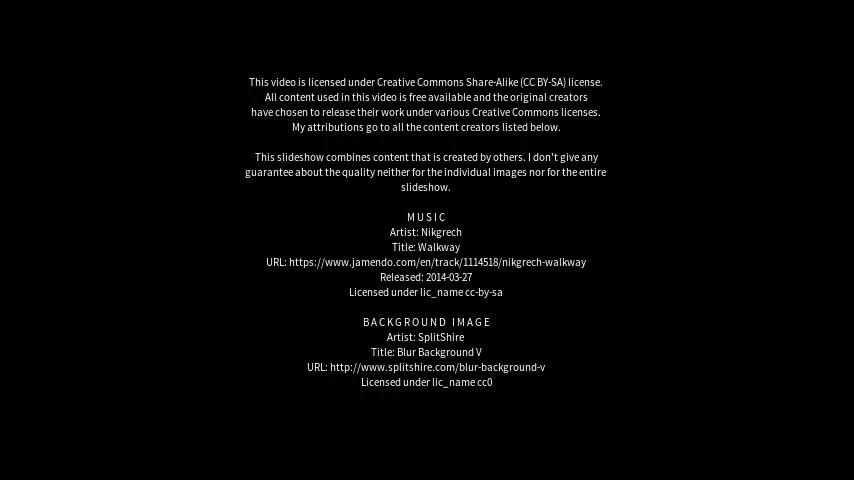 This video is licensed under Creative Commons Share-Alike (CC BY-SA) license.
All content used in this video is free available and the original creators
have chosen to release their work under various Creative Commons licenses.
My attributions go to all the content creators listed below.
This slideshow combines content that is created by others. I don't give any
guarantee about the quality neither for the individual images nor for the entire
slideshow.
MUSIC
Artist: Nikgrech
Title: Walkway
URL: https://www.jamendo.com/en/track/1114518/nikgrech-walkway
Released: 2014-03-27
Licensed under lic_name cc-by-sa
BACKGROUND IMAGE
Artist: SplitShire
Title: Blur Background V
URL: http://www.splitshire.com/blur-background-v
Licensed under lic_name cc0